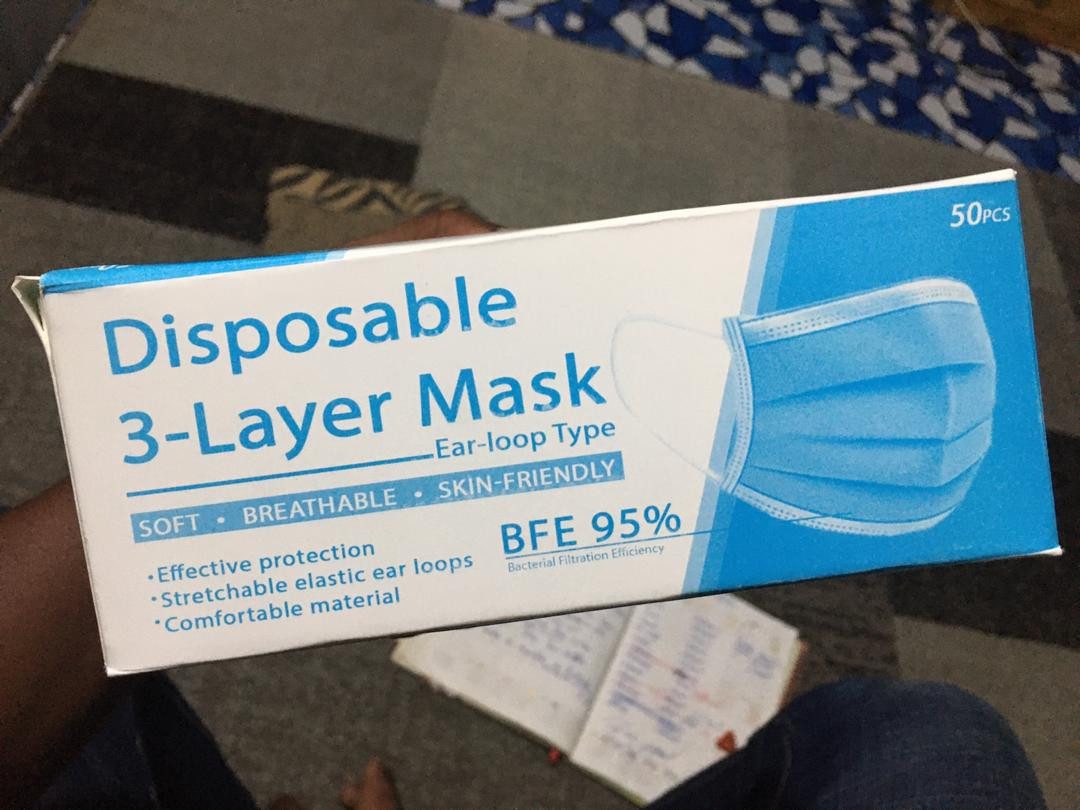 50PCS
Disposable
3-Layer Mask
Ear-loop Type
SOFT • BREATHABLE • SKIN-FRIENDLY
BFE 95%
Bacterial Filtration Efficiency
•Effective protection
•Stretchable elastic ear loops
•Comfortable material